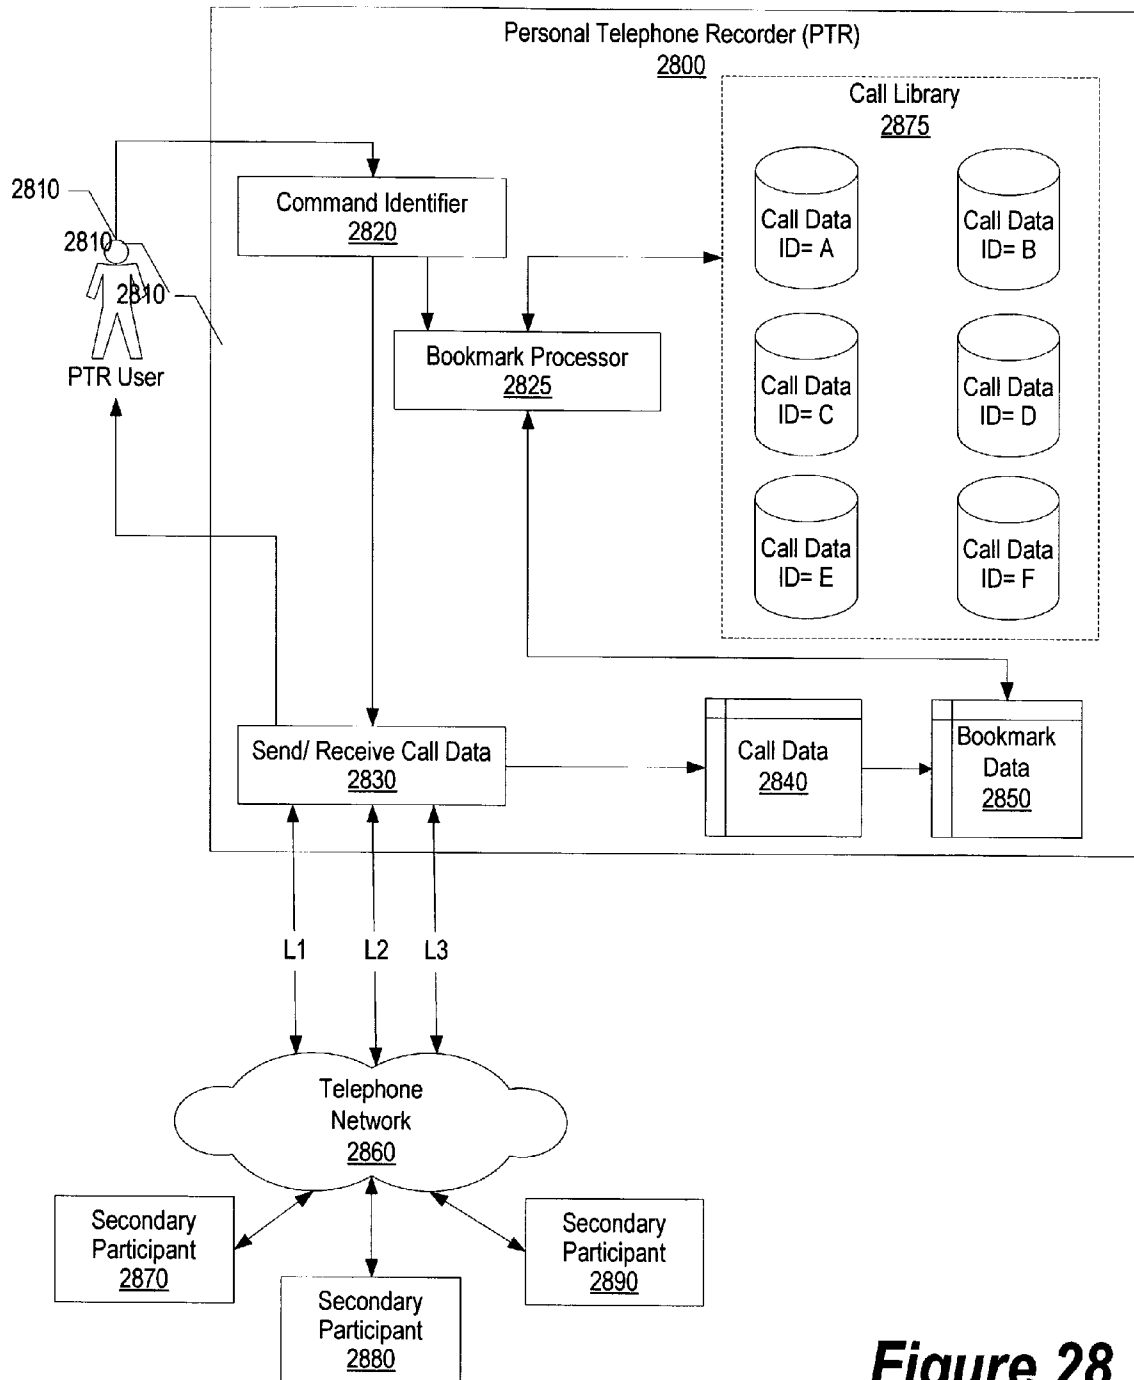 Personal Telephone Recorder (PTR)
2800
Call Library
2875
Call Data
ID= A
Call Data
ID= B
Call Data
ID= C
Call Data
ID= D
Call Data
ID= E
Call Data
ID= F
Command Identifier
2820
2810
2810
2810
PTR User
Bookmark Processor
2825
Send/ Receive Call Data
2830
Call Data
2840
Bookmark
Data
2850
L1
L2
L3
Telephone
Network
2860
Secondary
Participant
2870
Secondary
Participant
2880
Secondary
Participant
2890
Figure 28